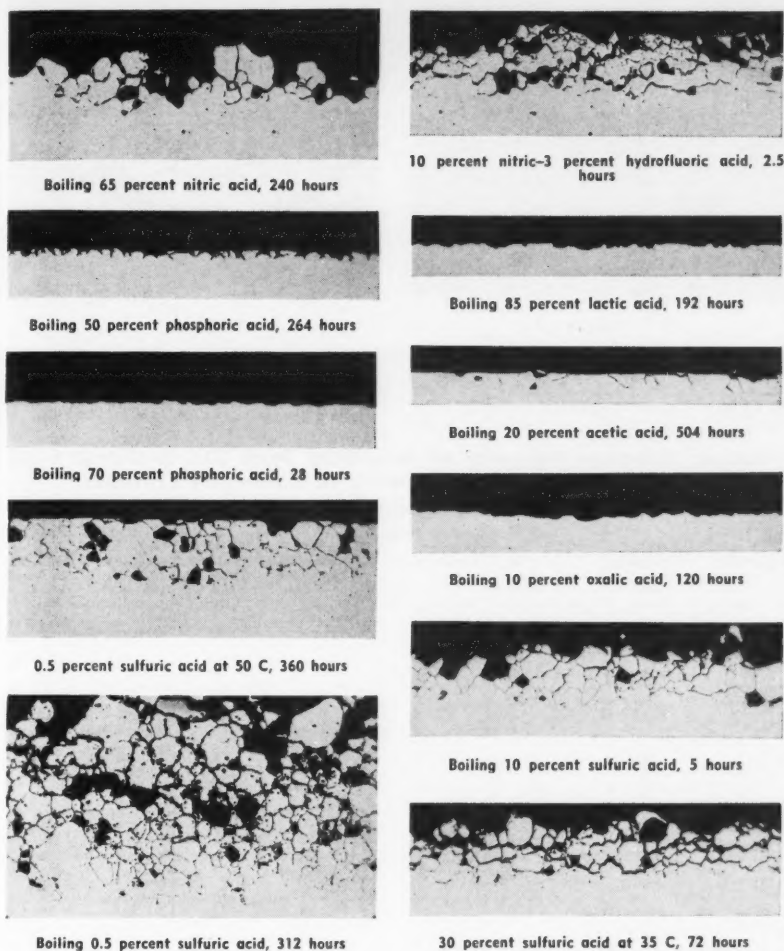 Boiling 65 percent nitric acid, 240 hours
Boiling 50 percent phosphoric acid, 264 hours
Boiling 70 percent phosphoric acid, 28 hours
0.5 percent sulfuric acid at 50 C, 360 hours
Boiling 0.5 percent sulfuric acid, 312 hours
10 percent nitric–3 percent hydrofluoric acid, 2.5
hours
Boiling 85 percent lactic acid, 192 hours
Boiling 20 percent acetic acid, 504 hours
Boiling 10 percent oxalic acid, 120 hours
Boiling 10 percent sulfuric acid, 5 hours
30 percent sulfuric acid at 35 C, 72 hours